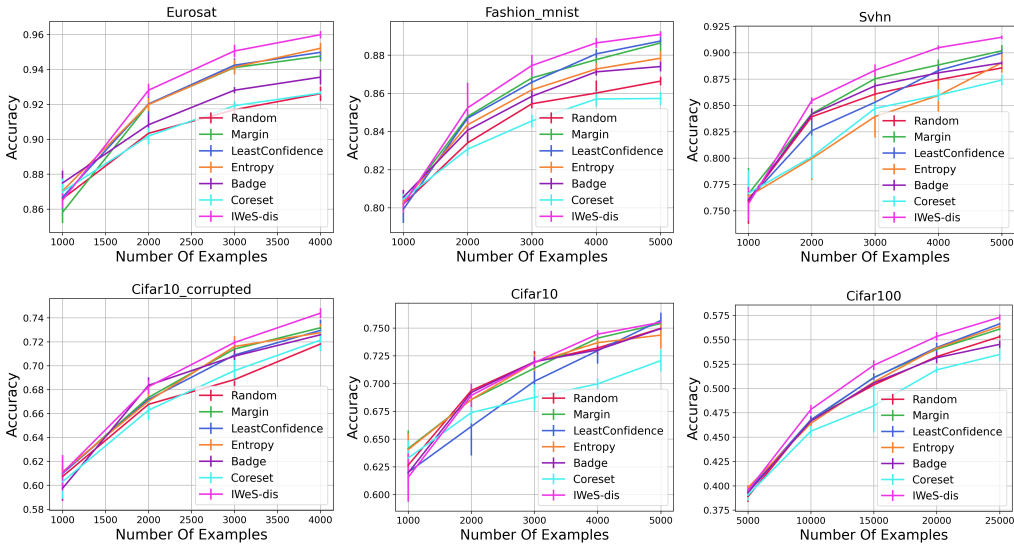 Eurosat
Accuracy
0.96
0.94
0.92
0.90
0.88
0.86
1000 1500 2000 2500 3000 3500 4000
Number Of Examples
Random
Margin
LeastConfidence
Entropy
Badge
Coreset
IWeS-dis
Fashion_mnist
Accuracy
0.88
0.86
0.84
0.82
0.80
1000 2000 3000 4000 5000
Number Of Examples
Random
Margin
LeastConfidence
Entropy
Badge
Coreset
IWeS-dis
Svhn
Accuracy
0.925
0.900
0.875
0.850
0.825
0.800
0.775
0.750
1000 2000 3000 4000 5000
Number Of Examples
Random
Margin
LeastConfidence
Entropy
Badge
Coreset
IWeS-dis
Cifar10_corrupted
Accuracy
0.74
0.72
0.70
0.68
0.66
0.64
0.62
0.60
0.58
1000 1500 2000 2500 3000 3500 4000
Number Of Examples
Random
Margin
LeastConfidence
Entropy
Badge
Coreset
IWeS-dis
Cifar10
Accuracy
0.750
0.725
0.700
0.675
0.650
0.625
0.600
1000 2000 3000 4000 5000
Number Of Examples
Random
Margin
LeastConfidence
Entropy
Badge
Coreset
IWeS-dis
Cifar100
Accuracy
0.575
0.550
0.525
0.500
0.475
0.450
0.425
0.400
0.375
5000 10000 15000 20000 25000
Number Of Examples
Random
Margin
LeastConfidence
Entropy
Badge
Coreset
IWeS-dis